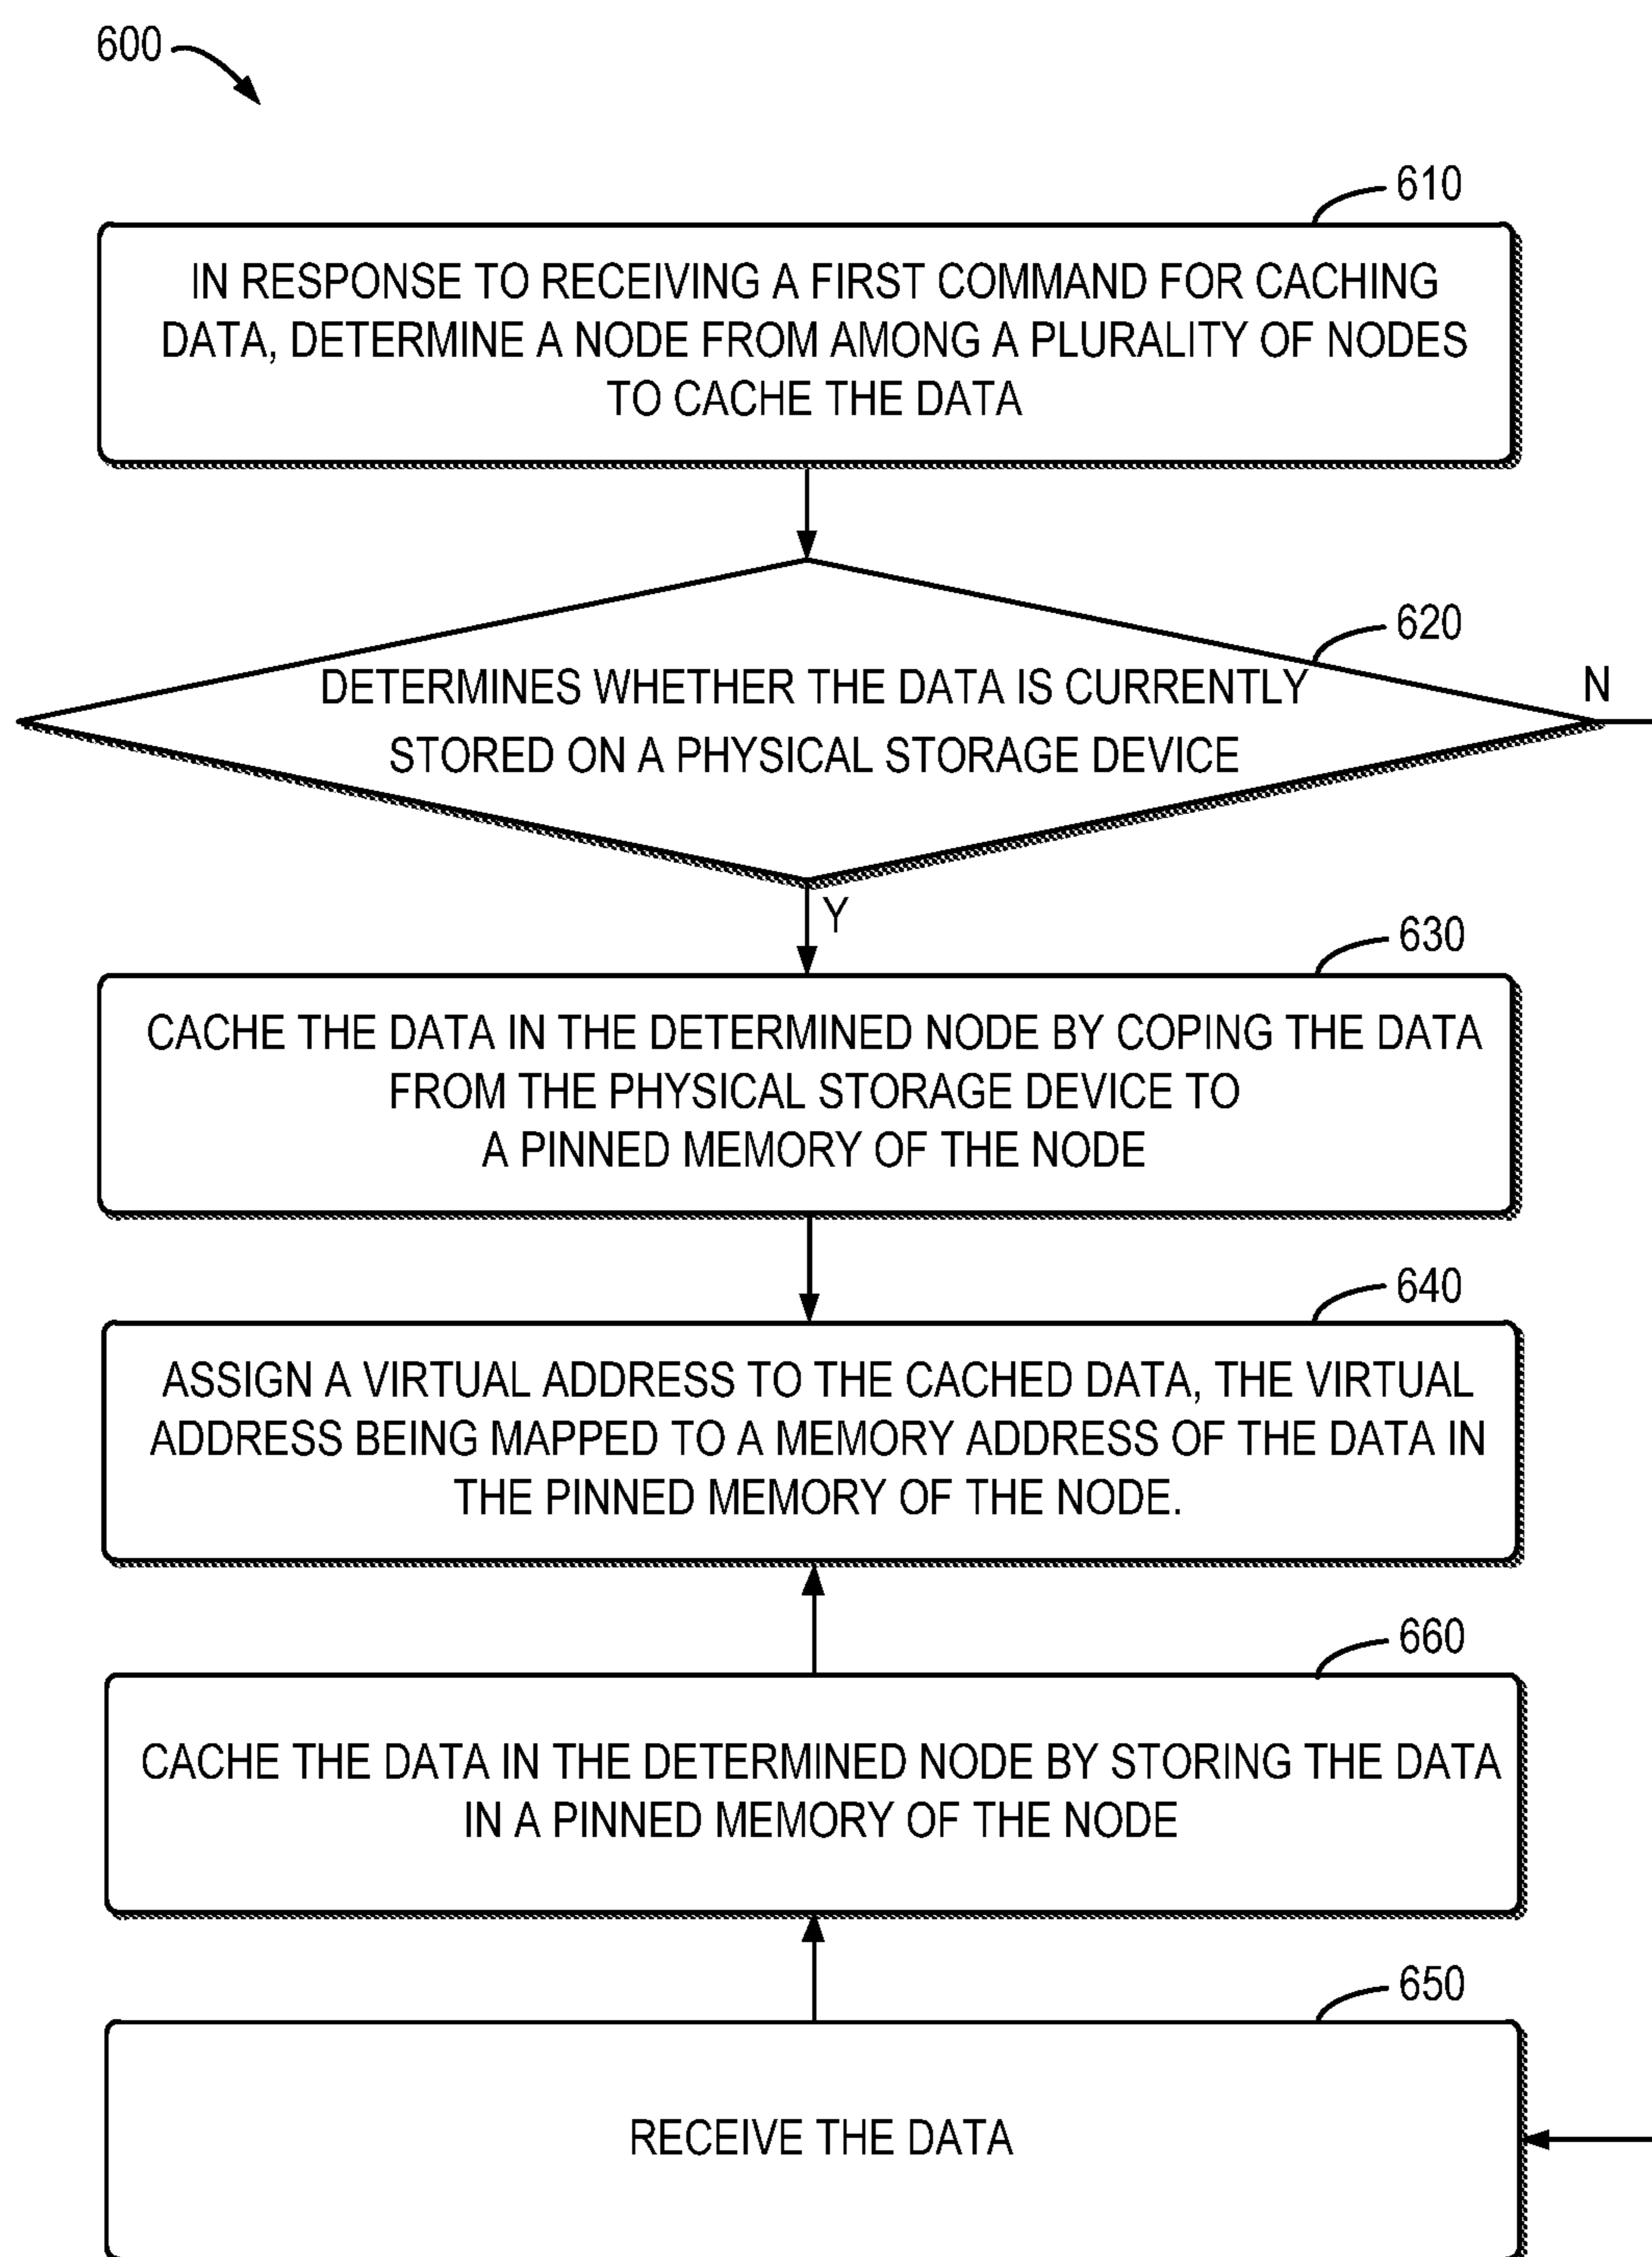 600
610
IN RESPONSE TO RECEIVING A FIRST COMMAND FOR CACHING
DATA, DETERMINE A NODE FROM AMONG A PLURALITY OF NODES
TO CACHE THE DATA
620
DETERMINES WHETHER THE DATA IS CURRENTLY
N
STORED ON A PHYSICAL STORAGE DEVICE
Y
630
CACHE THE DATA IN THE DETERMINED NODE BY COPING THE DATA
FROM THE PHYSICAL STORAGE DEVICE TO
A PINNED MEMORY OF THE NODE
640
ASSIGN A VIRTUAL ADDRESS TO THE CACHED DATA, THE VIRTUAL
ADDRESS BEING MAPPED TO A MEMORY ADDRESS OF THE DATA IN
THE PINNED MEMORY OF THE NODE.
660
CACHE THE DATA IN THE DETERMINED NODE BY STORING THE DATA
IN A PINNED MEMORY OF THE NODE
650
RECEIVE THE DATA